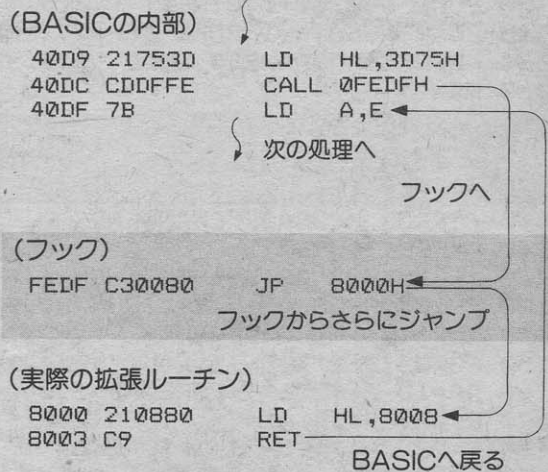 (BASICの内部)
40D9 21753D LD HL,3D75H
40DC CDDFFE CALL 0FEDFH
40DF 7B LD A,E
次の処理へ
フックへ
(フック)
FEDF C30080 JP 8000H
フックからさらにジャンプ
(実際の拡張ルーチン)
8000 210880 LD HL,8008
8003 C9 RET
BASICへ戻る